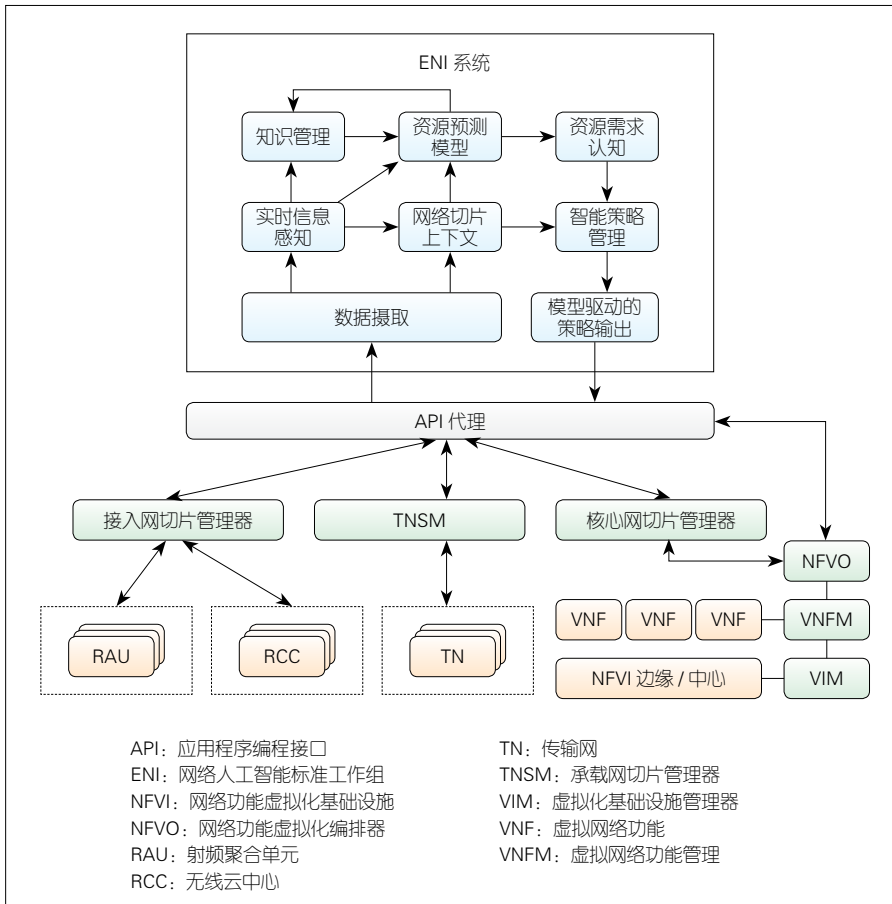 ENI 系统
知识管理
资源预测
模型
资源需求
认知
实时信息
感知
网络切片
上下文
智能策略
管理
数据摄取
模型驱动的
策略输出
API 代理
接入网切片管理器
TNSM
核心网切片管理器
NFVO
RAU
RCC
TN
VNF
VNF
VNF
VNFM
NFVI 边缘 / 中心
VIM
API：应用程序编程接口
ENI：网络人工智能标准工作组
NFVI：网络功能虚拟化基础设施
NFVO：网络功能虚拟化编排器
RAU：射频聚合单元
RCC：无线云中心
TN：传输网
TNSM：承载网切片管理器
VIM：虚拟化基础设施管理器
VNF：虚拟网络功能
VNFM：虚拟网络功能管理